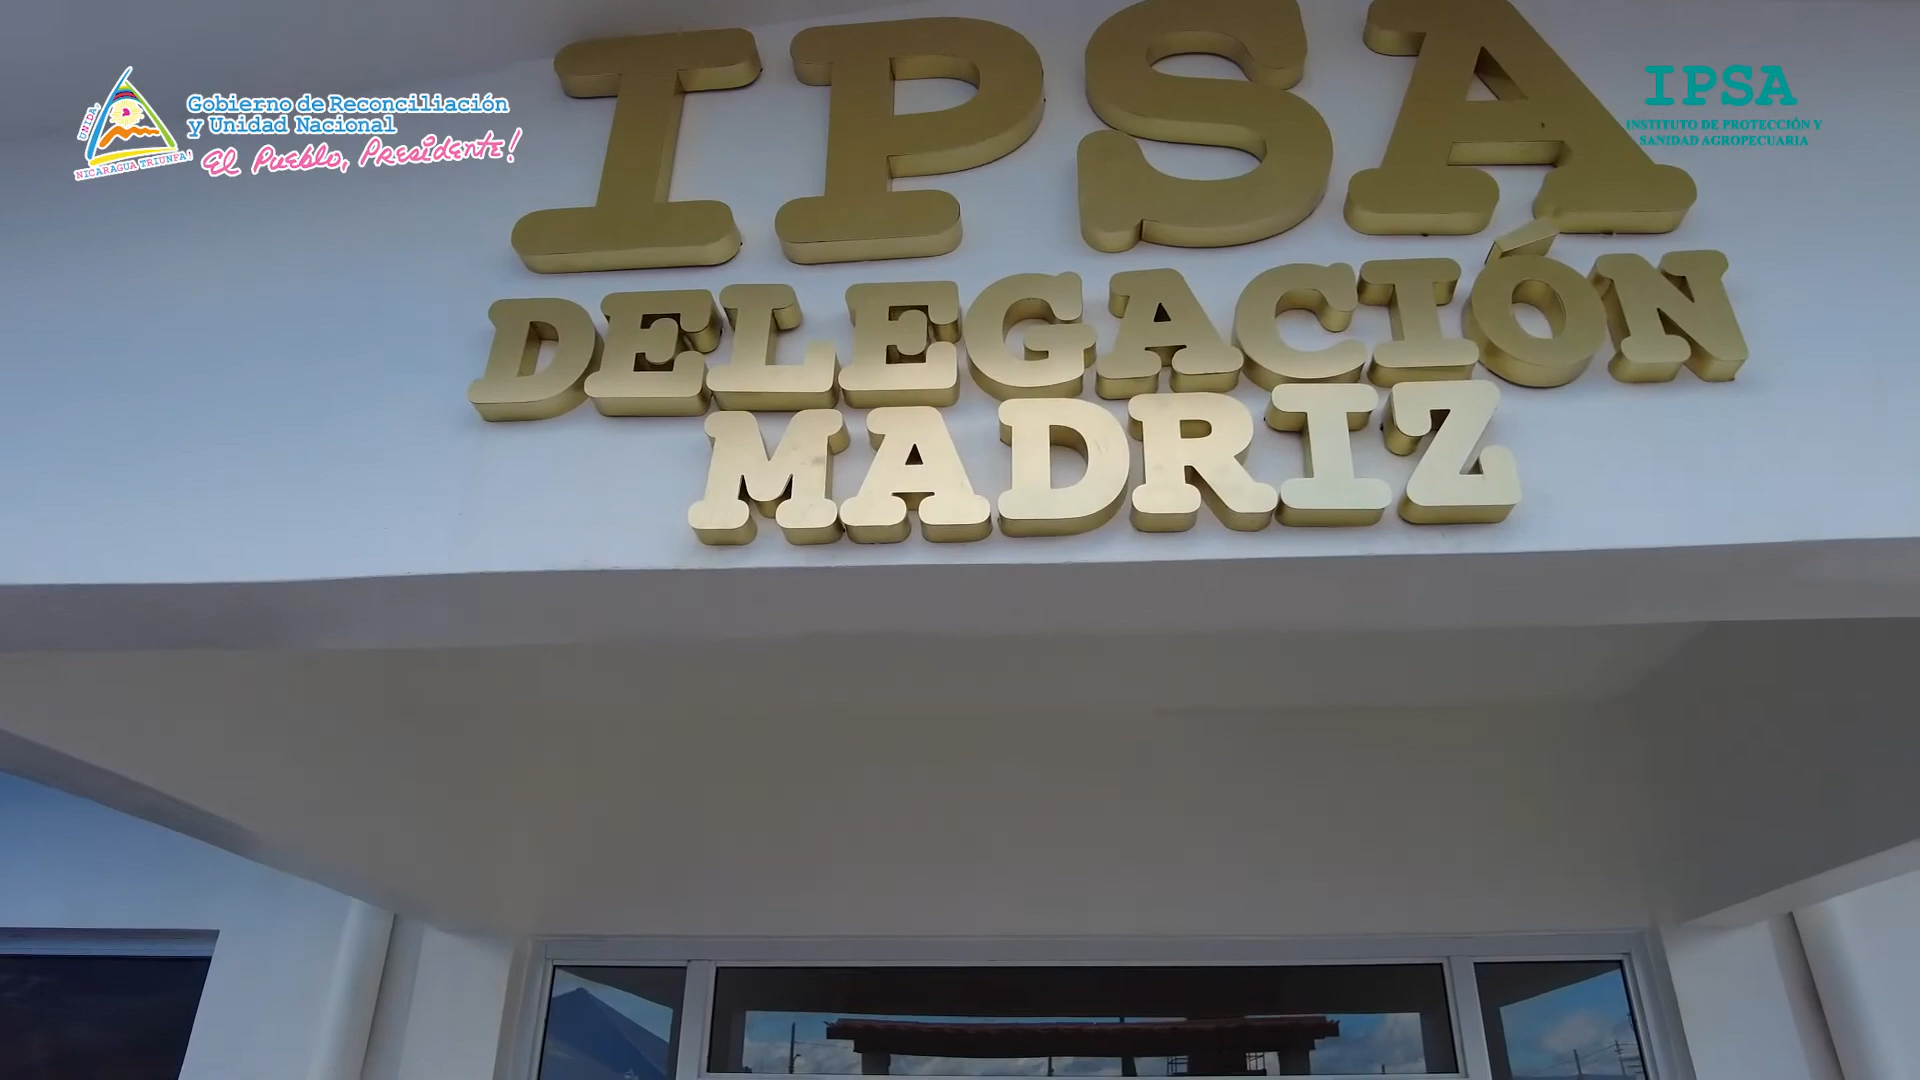 UNIDA,
NICARAGUA TRIUNFA!
Gobierno de Reconciliación
y Unidad Nacional
El Pueblo, Presidente!
IPSA
INSTITUTO DE PROTECCIÓN Y
SANIDAD AGROPECUARIA
IPSA
DELEGACIÓN
MADRIZ